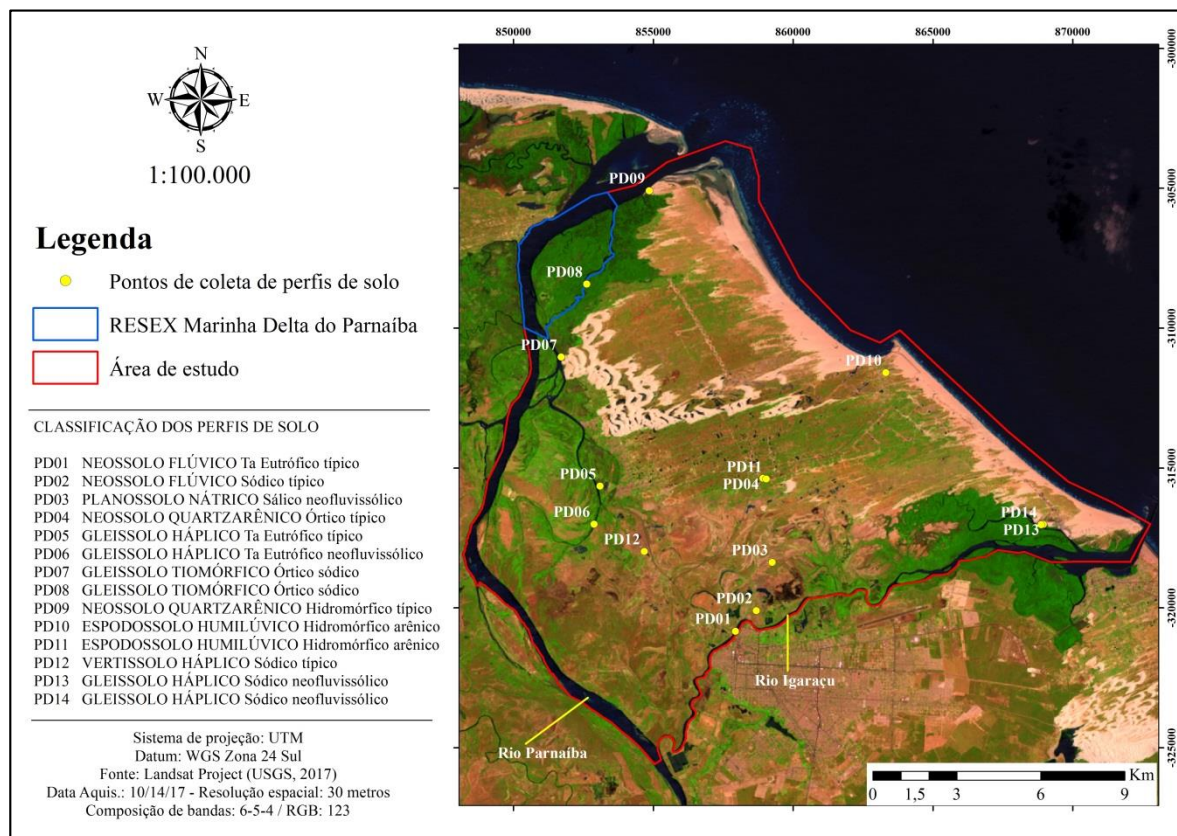 N
W E
S
1:100.000
Legenda
Pontos de coleta de perfis de solo
RESEX Marinha Delta do Parnaíba
Área de estudo
CLASSIFICAÇÃO DOS PERFIS DE SOLO
PD01 NEOSSOLO FLÚVICO Ta Eutrófico típico
PD02 NEOSSOLO FLÚVICO Sódico típico
PD03 PLANOSSOLO NÁTRICO Sálico neofluvissólico
PD04 NEOSSOLO QUARTZARÊNICO Órtico típico
PD05 GLEISSOLO HÁPLICO Ta Eutrófico típico
PD06 GLEISSOLO HÁPLICO Ta Eutrófico neofluvissólico
PD07 GLEISSOLO TIOMÓRFICO Órtico sódico
PD08 GLEISSOLO TIOMÓRFICO Órtico sódico
PD09 NEOSSOLO QUARTZARÊNICO Hidromórfico típico
PD10 ESPODOSSOLO HUMILÚVICO Hidromórfico arênico
PD11 ESPODOSSOLO HUMILÚVICO Hidromórfico arênico
PD12 VERTISSOLO HÁPLICO Sódico típico
PD13 GLEISSOLO HÁPLICO Sódico neofluvissólico
PD14 GLEISSOLO HÁPLICO Sódico neofluvissólico
Sistema de projeção: UTM
Datum: WGS Zona 24 Sul
Fonte: Landsat Project (USGS, 2017)
Data Aquis.: 10/14/17 - Resolução espacial: 30 metros
Composição de bandas: 6-5-4 / RGB: 123
850000 855000 860000 865000 870000
-300000
-305000
-310000
-315000
-320000
-325000
PD09
PD08
PD07
PD10
PD11
PD04
PD05
PD06
PD12
PD14
PD13
PD03
PD02
PD01
Rio Igaraçu
Rio Parnaíba
Km
0 1,5 3 6 9